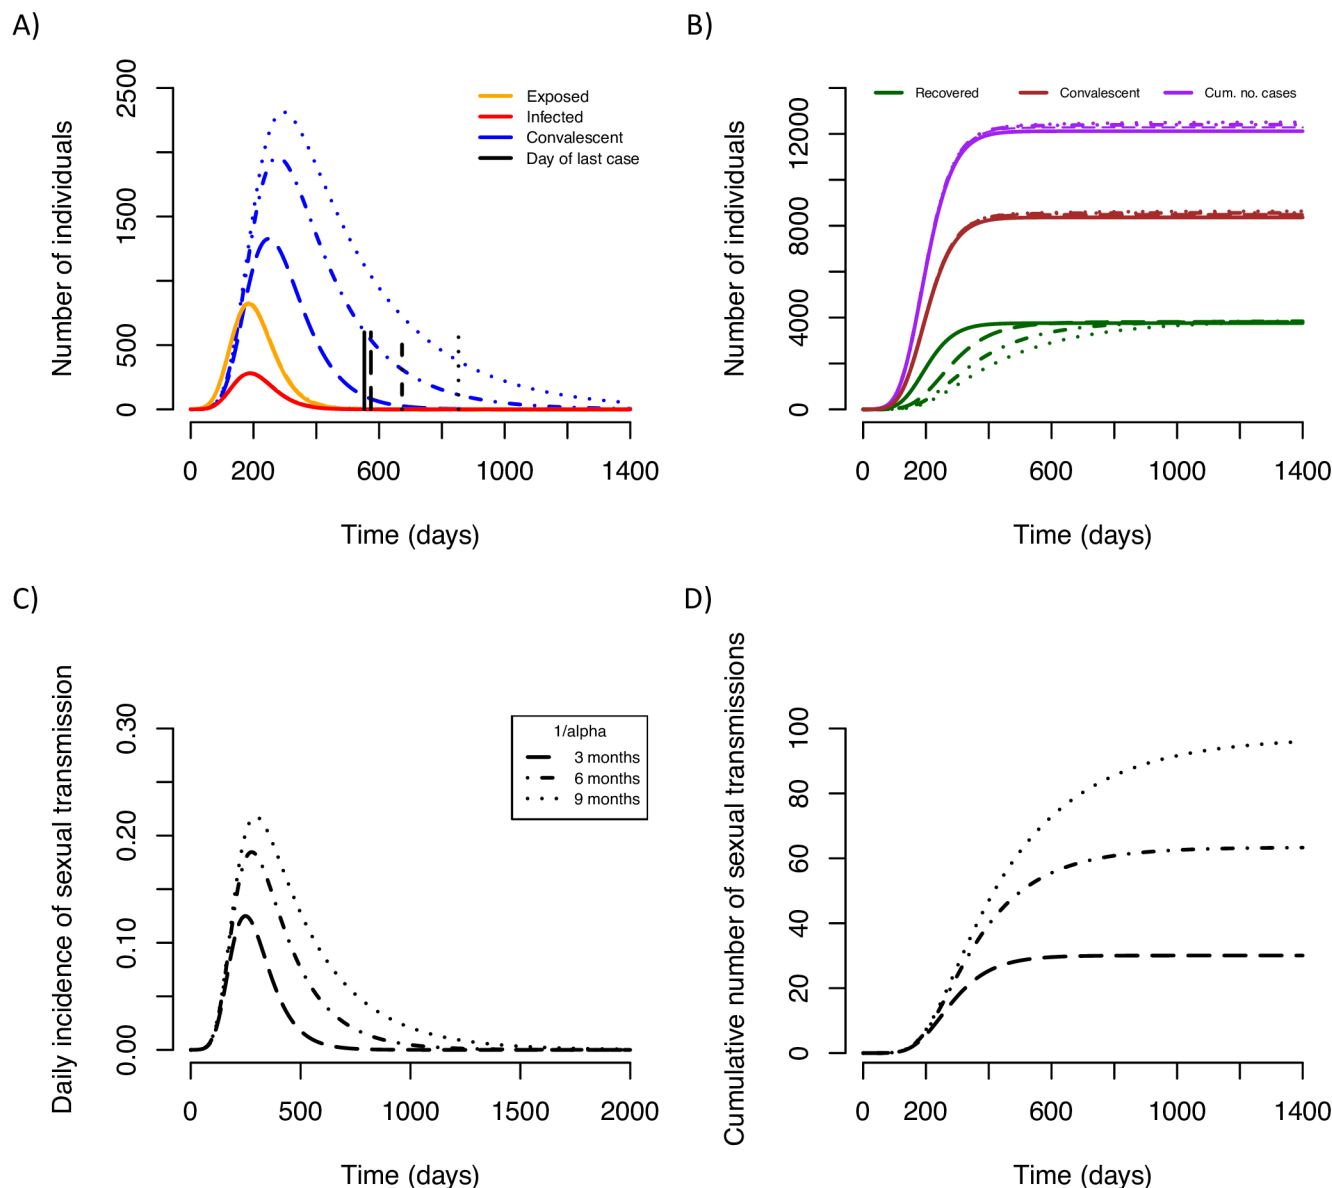 A)
Number of individuals
2500
1500
500
0
Exposed
Infected
Convalescent
Day of last case
0 200 600 1000 1400
Time (days)
B)
Number of individuals
12000
8000
4000
0
Recovered Convalescent Cum. no. cases
0 200 600 1000 1400
Time (days)
C)
Daily incidence of sexual transmission
0.30
0.20
0.10
0.00
1/alpha
3 months
6 months
9 months
0 500 1000 1500 2000
Time (days)
D)
Cumulative number of sexual transmissions
100
80
60
40
20
0
0 200 600 1000 1400
Time (days)